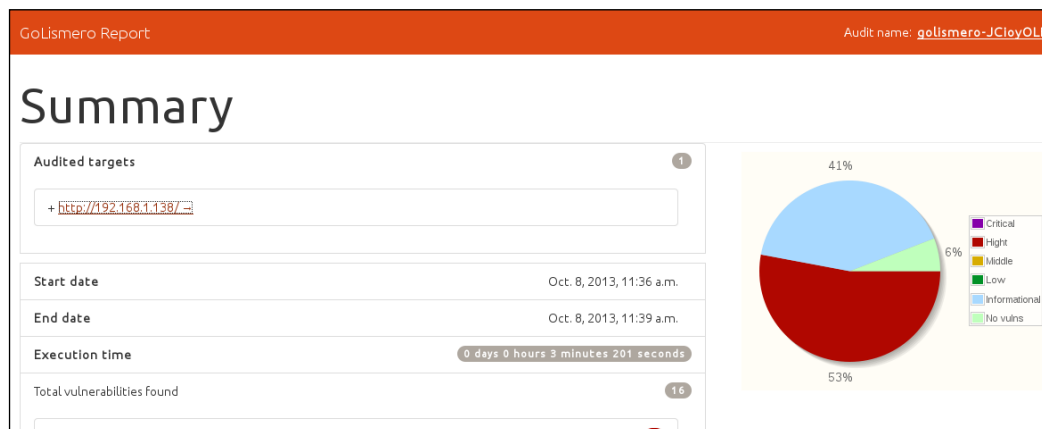 GoLismero Report
Audit name: golismero-JCIoyOL
Summary
Audited targets 1
+ http://192.168.1.138/ →
Start date Oct. 8, 2013, 11:36 a.m.
End date Oct. 8, 2013, 11:39 a.m.
Execution time 0 days 0 hours 3 minutes 201 seconds
Total vulnerabilities found 16
41%
6%
53%
Critical
Hight
Middle
Low
Informational
No vulns